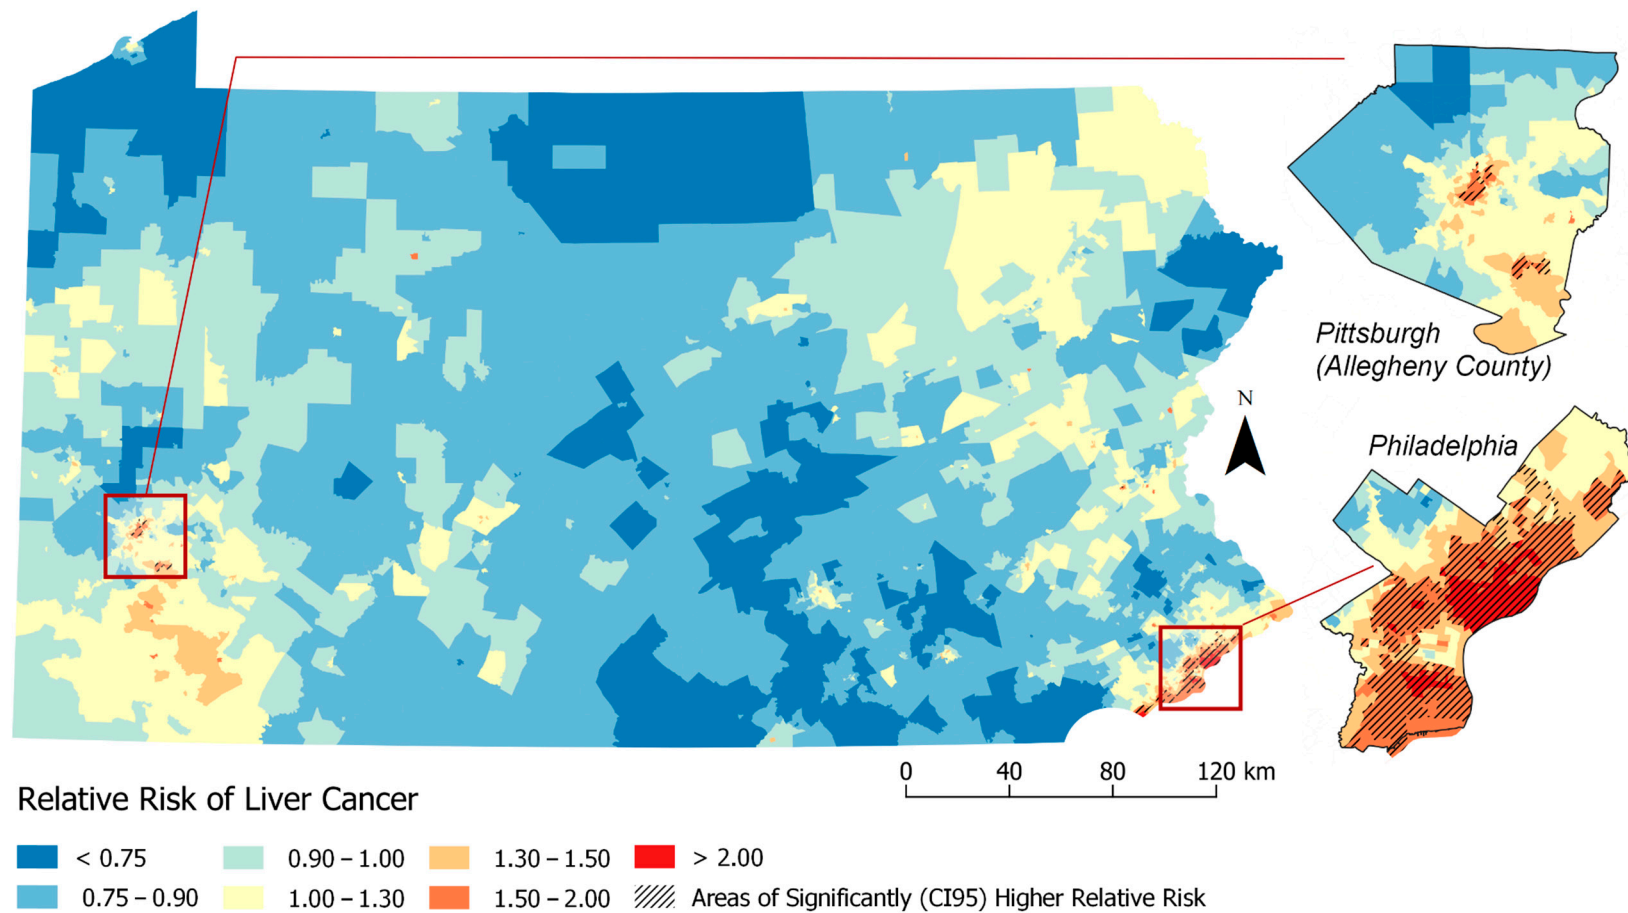 Pittsburgh
(Allegheny County)
N
Philadelphia
0 40 80 120 km
Relative Risk of Liver Cancer
< 0.75
0.90 – 1.00
1.30 – 1.50
> 2.00
0.75 – 0.90
1.00 – 1.30
1.50 – 2.00
Areas of Significantly (CI95) Higher Relative Risk